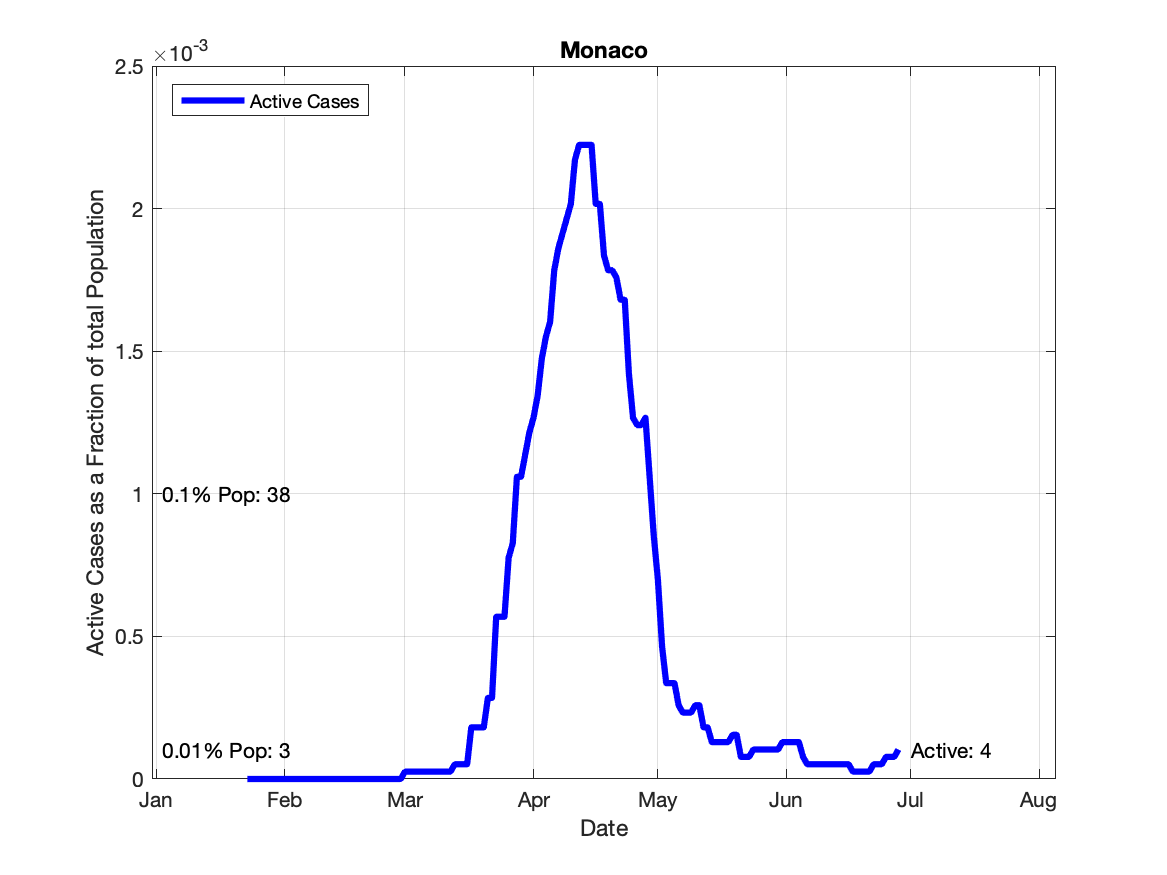 Monaco
×10-3
Active Cases
2.5
2
1.5
1
0.5
0
Active Cases as a Fraction of total Population
0.1% Pop: 38
0.01% Pop: 3
Active: 4
Jan Feb Mar Apr May Jun Jul Aug
Date